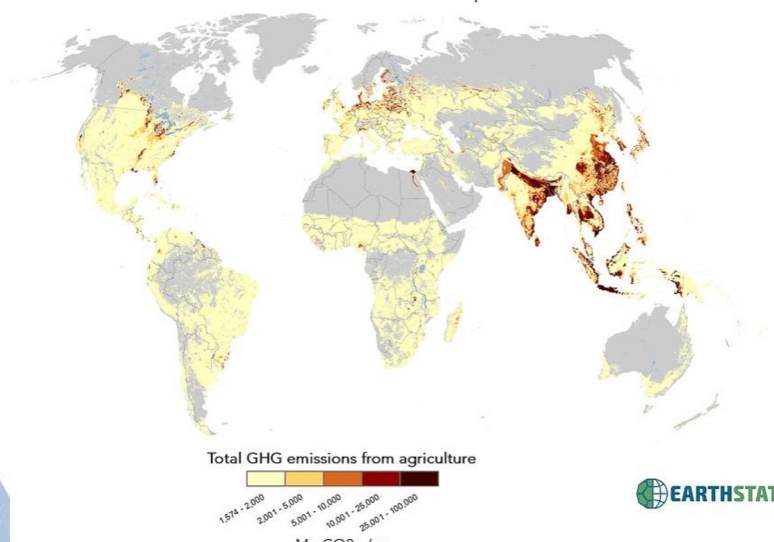 Total GHG emissions from agriculture
1,574 - 2,000
2,001 - 5,000
5,001 - 10,000
10,001 - 25,000
25,001 - 100,000
EARTHSTAT